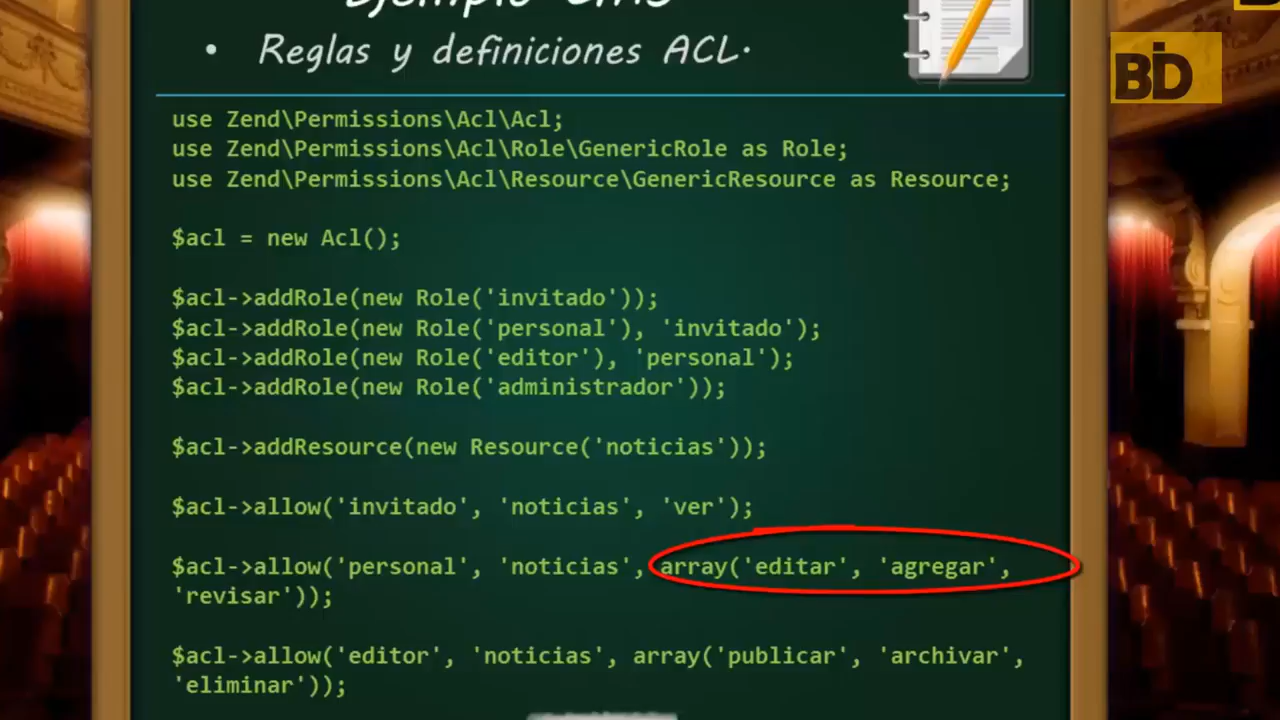 Ejemplo CMS
• Reglas y definiciones ACL.
BiD
use Zend\Permissions\Acl\Acl;
use Zend\Permissions\Acl\Role\GenericRole as Role;
use Zend\Permissions\Acl\Resource\GenericResource as Resource;
$acl = new Acl();
$acl->addRole(new Role('invitado'));
$acl->addRole(new Role('personal'), 'invitado');
$acl->addRole(new Role('editor'), 'personal');
$acl->addRole(new Role('administrador'));
$acl->addResource(new Resource('noticias'));
$acl->allow('invitado', 'noticias', 'ver');
$acl->allow('personal', 'noticias', array('editar', 'agregar',
'revisar'));
$acl->allow('editor', 'noticias', array('publicar', 'archivar',
'eliminar'));